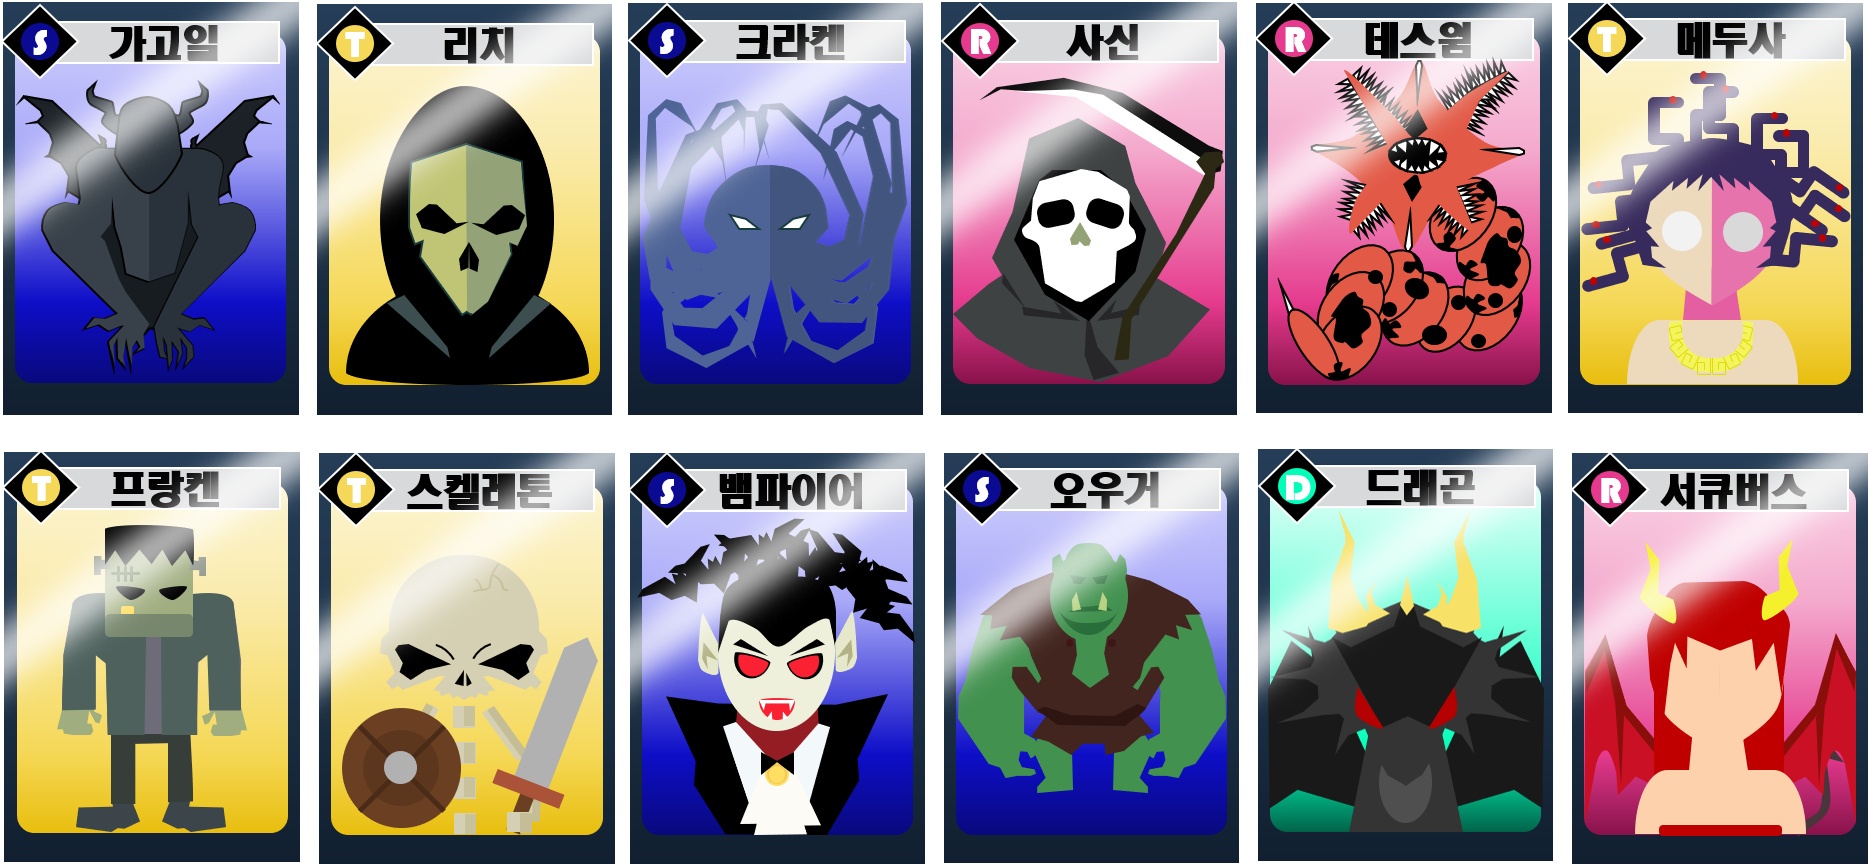 S 가고일
T 리치
S 크라켄
R 사신
R 데스웜
T 메두사
T 프랑켄
T 스켈레톤
S 뱀파이어
S 오우거
D 드래곤
R 서큐버스